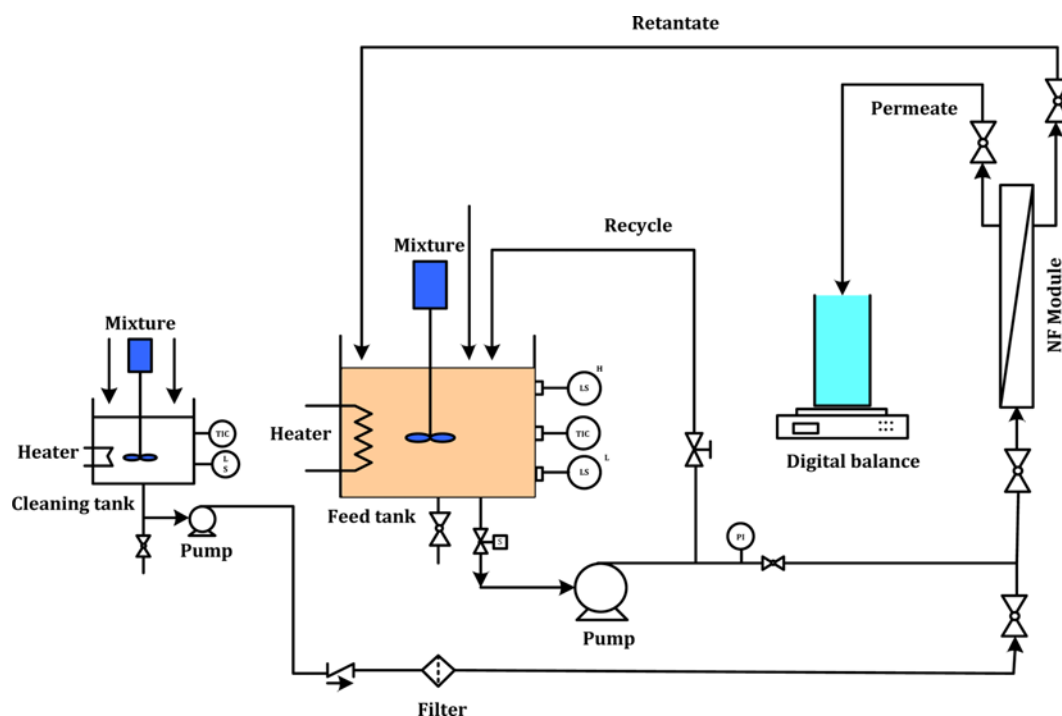 Retantate
Permeate
Mixture
Recycle
NF Module
Mixture
H
LS
TIC
L
LS
Heater
TIC
L
S
Heater
Digital balance
Cleaning tank
Feed tank
S
PI
Pump
Pump
Filter